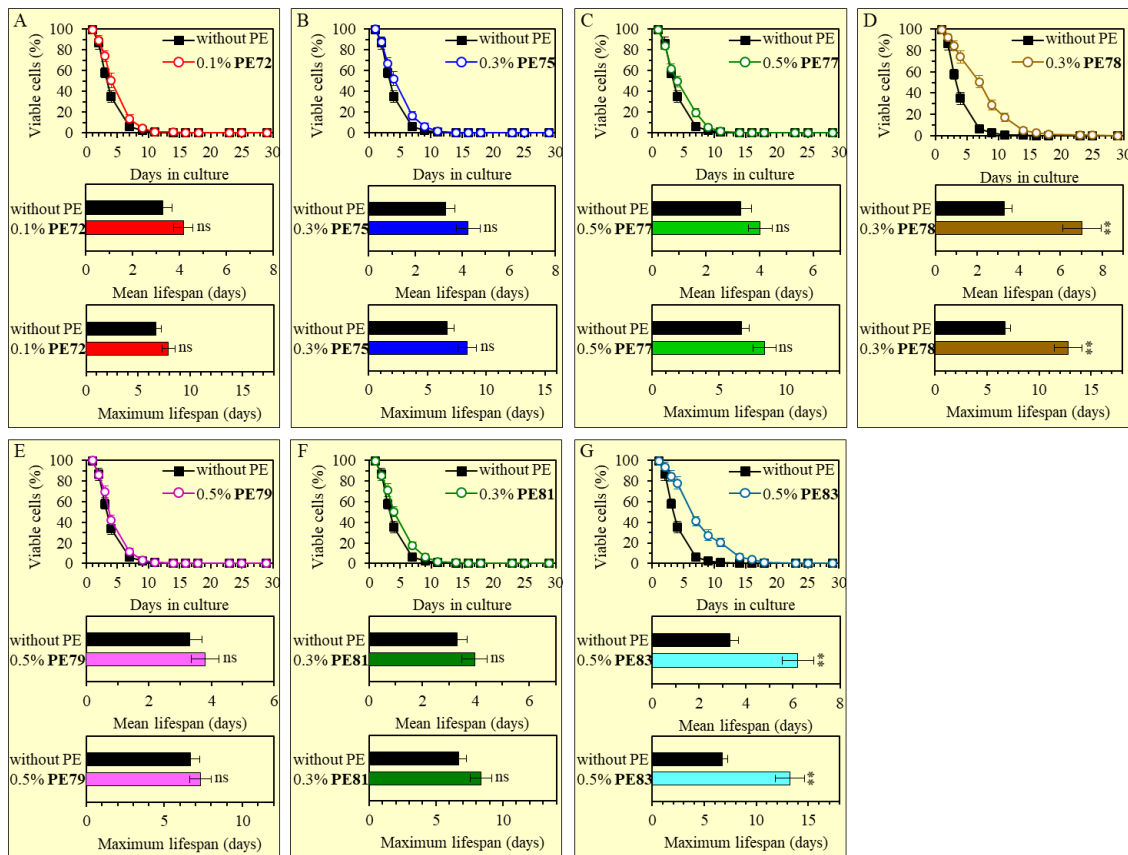 A
100
80
60
40
20
0
Viable cells (%)
without PE
0.1% PE72
0 5 10 15 20 25 30
Days in culture
without PE
0.1% PE72
ns
0 2 4 6 8
Mean lifespan (days)
without PE
0.1% PE72
ns
0 5 10 15
Maximum lifespan (days)
B
100
80
60
40
20
0
Viable cells (%)
without PE
0.3% PE75
0 5 10 15 20 25 30
Days in culture
without PE
0.3% PE75
ns
0 2 4 6 8
Mean lifespan (days)
without PE
0.3% PE75
ns
0 5 10 15
Maximum lifespan (days)
C
100
80
60
40
20
0
Viable cells (%)
without PE
0.5% PE77
0 5 10 15 20 25 30
Days in culture
without PE
0.5% PE77
ns
0 2 4 6
Mean lifespan (days)
without PE
0.5% PE77
ns
0 5 10
Maximum lifespan (days)
D
100
80
60
40
20
0
Viable cells (%)
without PE
0.3% PE78
0 5 10 15 20 25 30
Days in culture
without PE
0.3% PE78
**
0 2 4 6 8
Mean lifespan (days)
without PE
0.3% PE78
**
0 5 10 15
Maximum lifespan (days)
E
100
80
60
40
20
0
Viable cells (%)
without PE
0.5% PE79
0 5 10 15 20 25 30
Days in culture
without PE
0.5% PE79
ns
0 2 4 6
Mean lifespan (days)
without PE
0.5% PE79
ns
0 2 4 6 8 10
Maximum lifespan (days)
F
100
80
60
40
20
0
Viable cells (%)
without PE
0.3% PE81
0 5 10 15 20 25 30
Days in culture
without PE
0.3% PE81
ns
0 2 4 6
Mean lifespan (days)
without PE
0.3% PE81
ns
0 5 10
Maximum lifespan (days)
G
100
80
60
40
20
0
Viable cells (%)
without PE
0.5% PE83
0 5 10 15 20 25 30
Days in culture
without PE
0.5% PE83
**
0 2 4 6 8
Mean lifespan (days)
without PE
0.5% PE83
**
0 5 10 15
Maximum lifespan (days)